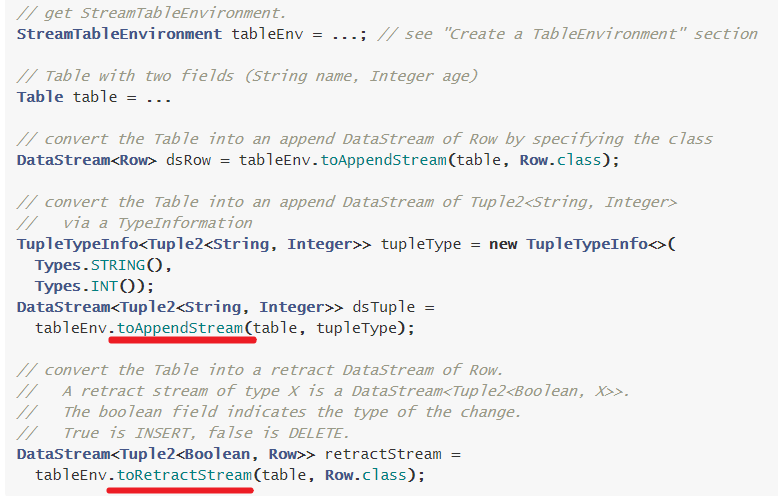 // get StreamTableEnvironment.
StreamTableEnvironment tableEnv = ...; // see "Create a TableEnvironment" section
// Table with two fields (String name, Integer age)
Table table = ...
// convert the Table into an append DataStream of Row by specifying the class
DataStream<Row> dsRow = tableEnv.toAppendStream(table, Row.class);
// convert the Table into an append DataStream of Tuple2<String, Integer>
//   via a TypeInformation
TupleTypeInfo<Tuple2<String, Integer>> tupleType = new TupleTypeInfo<>(
  Types.STRING(),
  Types.INT());
DataStream<Tuple2<String, Integer>> dsTuple =
  tableEnv.toAppendStream(table, tupleType);
// convert the Table into a retract DataStream of Row.
//   A retract stream of type X is a DataStream<Tuple2<Boolean, X>>.
//   The boolean field indicates the type of the change.
//   True is INSERT, false is DELETE.
DataStream<Tuple2<Boolean, Row>> retractStream =
  tableEnv.toRetractStream(table, Row.class);